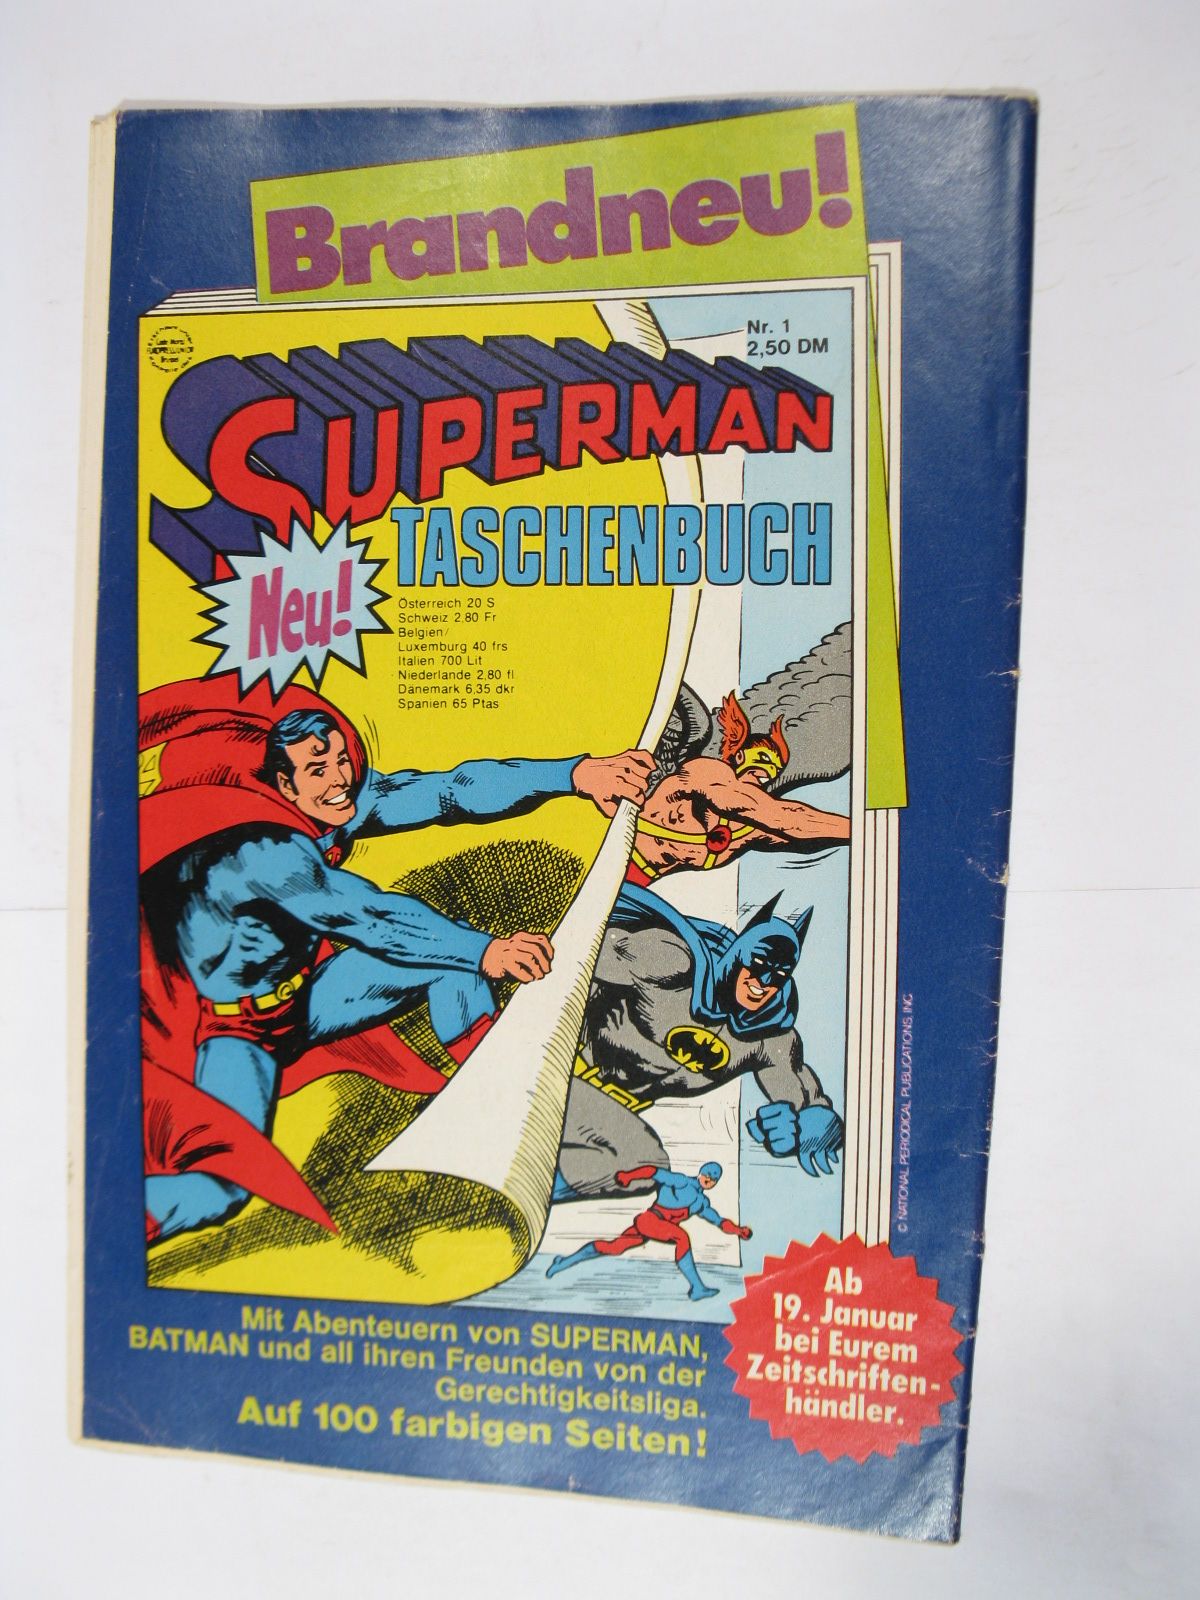 Brandneu!
Nr. 1
2,50 DM
SUPERMAN
TASCHENBUCH
Neu!
Österreich 20 S
Schweiz 2,80 Fr
Belgien/
Luxemburg 40 frs
Italien 700 Lit
Niederlande 2,80 fl
Dänemark 6,35 dkr
Spanien 65 Ptas
© NATIONAL PERIODICAL PUBLICATIONS, INC.
Mit Abenteuern von SUPERMAN,
BATMAN und all ihren Freunden von der
Gerechtigkeitsliga.
Auf 100 farbigen Seiten!
Ab
19. Januar
bei Eurem
Zeitschriften-
händler.